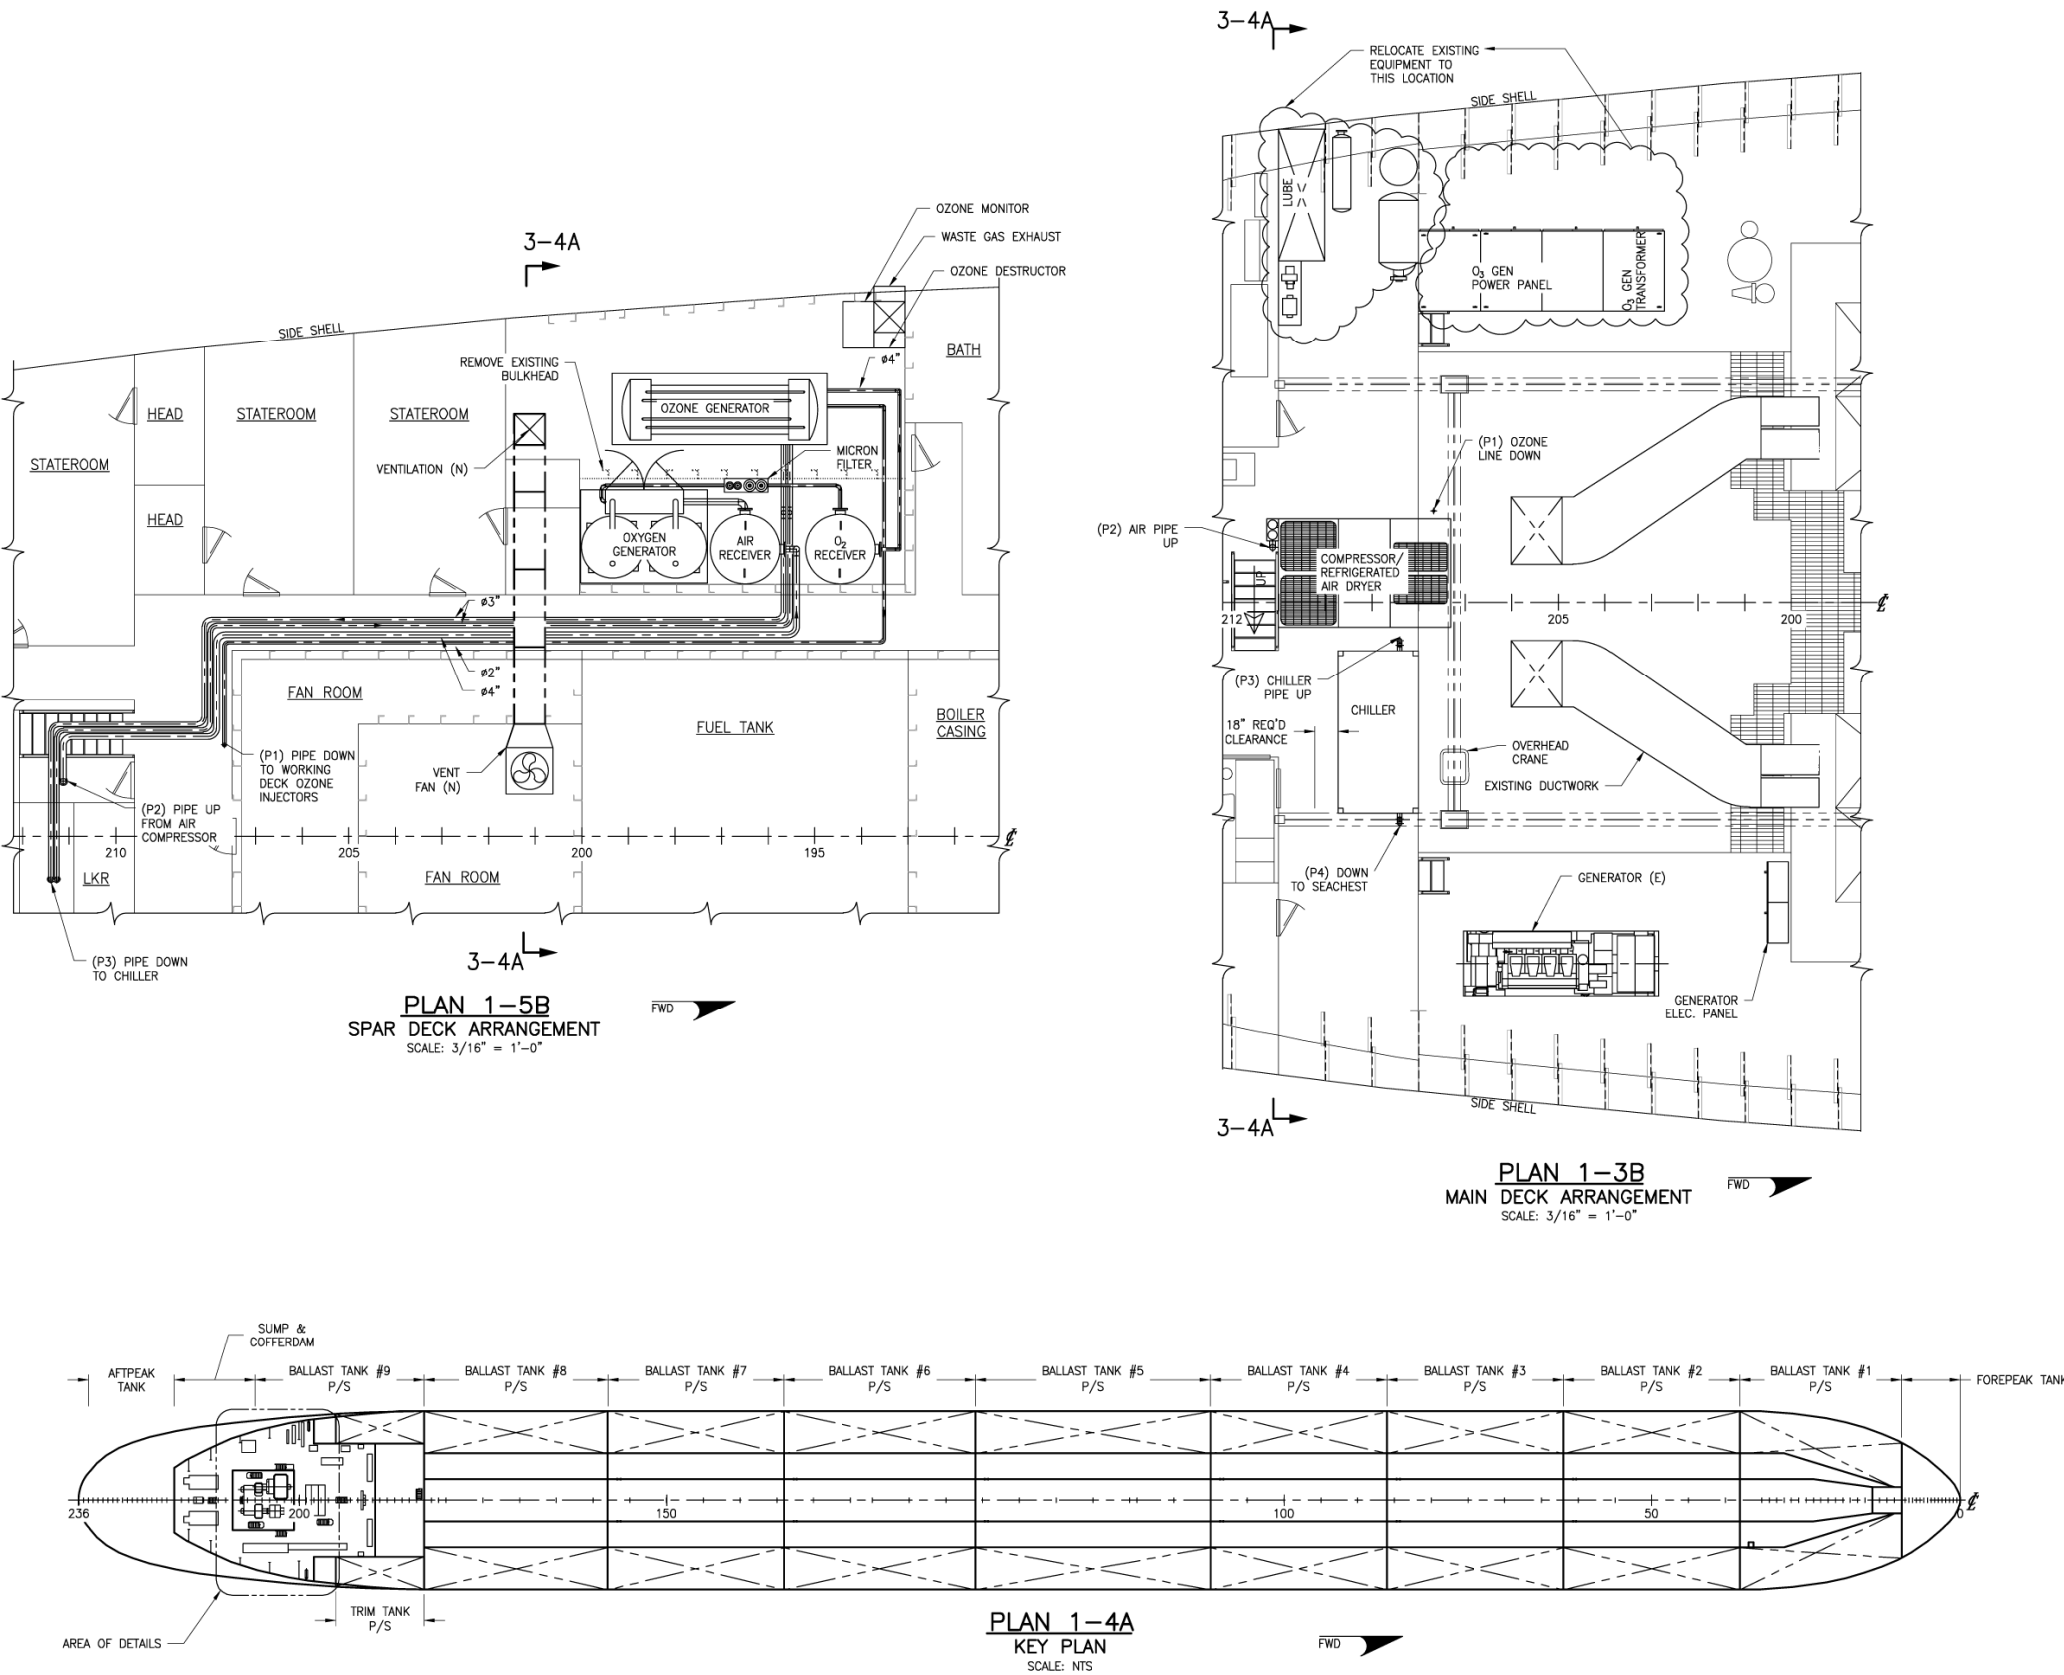 3-4A
OZONE MONITOR
WASTE GAS EXHAUST
OZONE DESTRUCTOR
SIDE SHELL
REMOVE EXISTING
BULKHEAD
ø4"
BATH
HEAD
STATEROOM
STATEROOM
OZONE GENERATOR
STATEROOM
VENTILATION (N)
MICRON
FILTER
HEAD
OXYGEN
GENERATOR
AIR
RECEIVER
O₂
RECEIVER
ø3"
ø2"
ø4"
FAN ROOM
FUEL TANK
BOILER
CASING
(P1) PIPE DOWN
TO WORKING
DECK OZONE
INJECTORS
VENT
FAN (N)
(P2) PIPE UP
FROM AIR
COMPRESSOR
210
205
200
195
℄
LKR
FAN ROOM
(P3) PIPE DOWN
TO CHILLER
3-4A
PLAN 1-5B
SPAR DECK ARRANGEMENT
SCALE: 3/16" = 1'-0"
FWD
3-4A
RELOCATE EXISTING
EQUIPMENT TO
THIS LOCATION
SIDE SHELL
LUBE
O₃ GEN
POWER PANEL
O₃ GEN
TRANSFORMER
(P1) OZONE
LINE DOWN
(P2) AIR PIPE
UP
COMPRESSOR/
REFRIGERATED
AIR DRYER
UP
212
205
200
℄
(P3) CHILLER
PIPE UP
CHILLER
18" REQ'D
CLEARANCE
OVERHEAD
CRANE
EXISTING DUCTWORK
(P4) DOWN
TO SEACHEST
GENERATOR (E)
GENERATOR
ELEC. PANEL
SIDE SHELL
3-4A
PLAN 1-3B
MAIN DECK ARRANGEMENT
SCALE: 3/16" = 1'-0"
FWD
SUMP &
COFFERDAM
AFTPEAK
TANK
BALLAST TANK #9
P/S
BALLAST TANK #8
P/S
BALLAST TANK #7
P/S
BALLAST TANK #6
P/S
BALLAST TANK #5
P/S
BALLAST TANK #4
P/S
BALLAST TANK #3
P/S
BALLAST TANK #2
P/S
BALLAST TANK #1
P/S
FOREPEAK TANK
236
200
150
100
50
0
℄
TRIM TANK
P/S
AREA OF DETAILS
PLAN 1-4A
KEY PLAN
SCALE: NTS
FWD